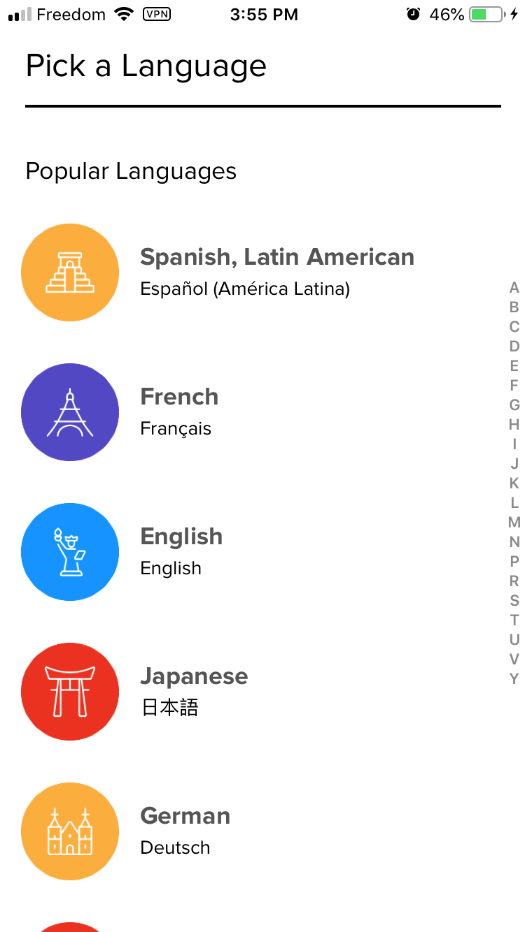 Freedom VPN 3:55 PM 46%
Pick a Language
Popular Languages
Spanish, Latin American
Español (América Latina)
French
Français
English
English
Japanese
日本語
German
Deutsch
A
B
C
D
E
F
G
H
I
J
K
L
M
N
P
R
S
T
U
V
Y